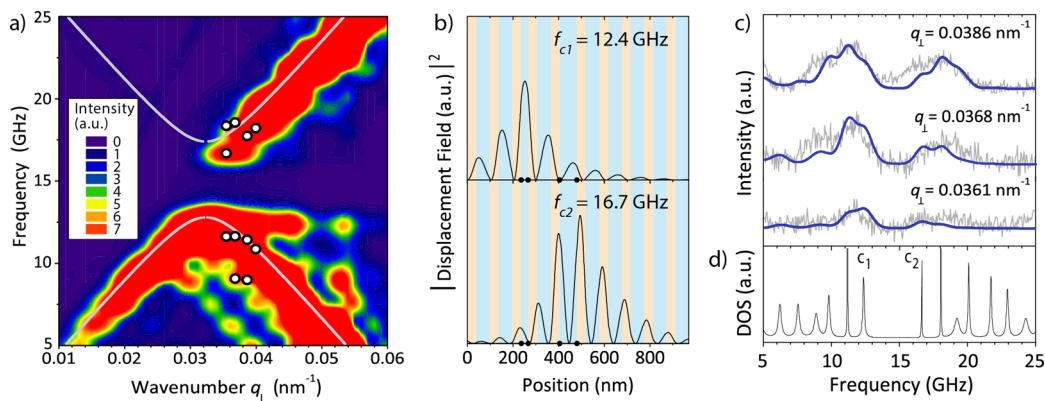 a)
25
20
15
10
5
Frequency (GHz)
Intensity
(a.u.)
0
1
2
3
4
5
6
7
0.01 0.02 0.03 0.04 0.05 0.06
Wavenumber q⊥ (nm⁻¹)
b)
|Displacement Field (a.u.)|²
f_c1 = 12.4 GHz
f_c2 = 16.7 GHz
0 200 400 600 800
Position (nm)
c)
Intensity (a.u.)
q⊥ = 0.0386 nm⁻¹
q⊥ = 0.0368 nm⁻¹
q⊥ = 0.0361 nm⁻¹
d)
DOS (a.u.)
c₁ c₂
5 10 15 20 25
Frequency (GHz)